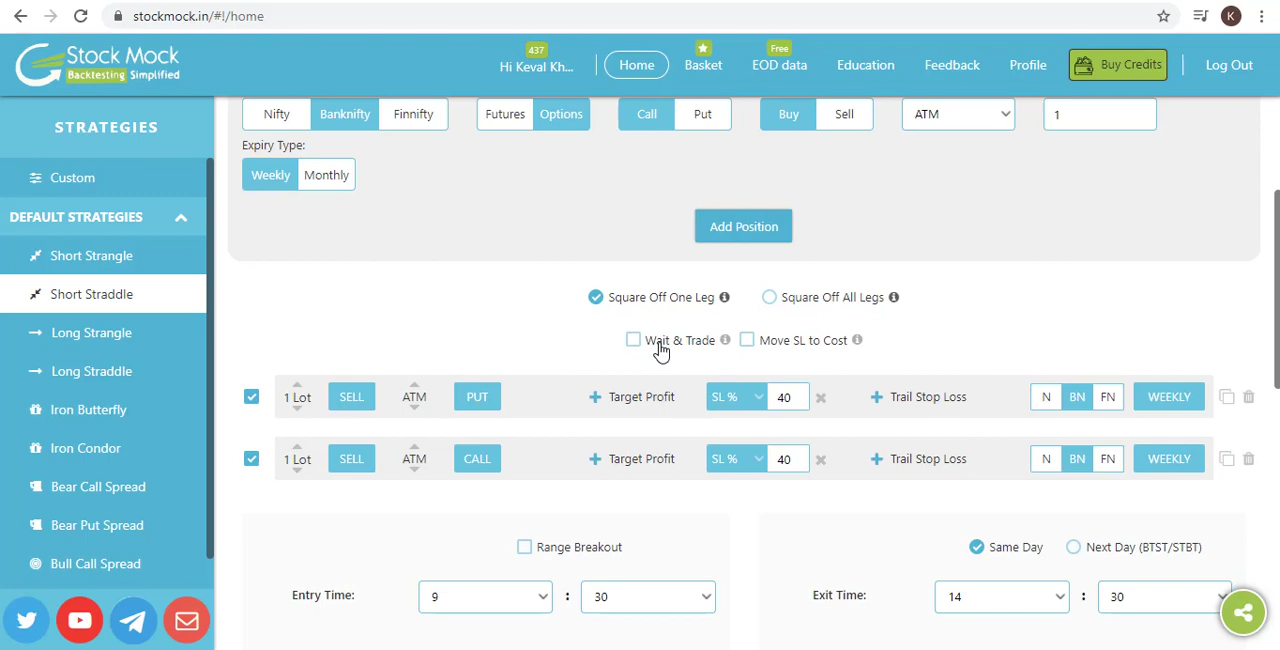 stockmock.in/#!/home
K
Stock Mock
Backtesting Simplified
437
Hi Keval Kh...
Home
Basket
Free
EOD data
Education
Feedback
Profile
Buy Credits
Log Out
STRATEGIES
Custom
DEFAULT STRATEGIES
Short Strangle
Short Straddle
Long Strangle
Long Straddle
Iron Butterfly
Iron Condor
Bear Call Spread
Bear Put Spread
Bull Call Spread
Nifty Banknifty Finnifty Futures Options Call Put Buy Sell ATM 1
Expiry Type:
Weekly Monthly
Add Position
Square Off One Leg Square Off All Legs
Wait & Trade Move SL to Cost
1 Lot SELL ATM PUT + Target Profit SL % 40 × + Trail Stop Loss N BN FN WEEKLY
1 Lot SELL ATM CALL + Target Profit SL % 40 × + Trail Stop Loss N BN FN WEEKLY
Range Breakout
Entry Time: 9 : 30
Same Day Next Day (BTST/STBT)
Exit Time: 14 : 30